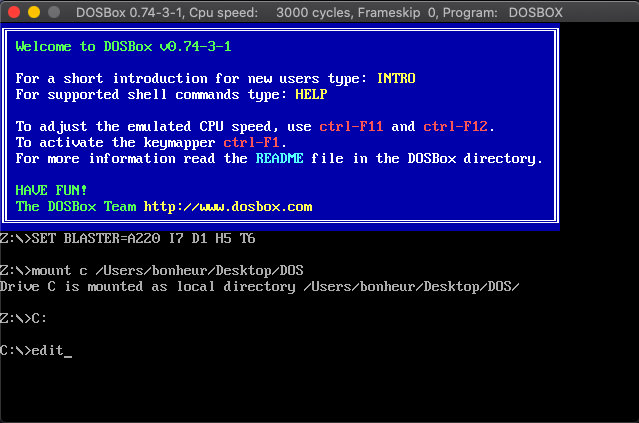 DOSBox 0.74-3-1, Cpu speed: 3000 cycles, Frameskip 0, Program: DOSBOX
Welcome to DOSBox v0.74-3-1
For a short introduction for new users type: INTRO
For supported shell commands type: HELP
To adjust the emulated CPU speed, use ctrl-F11 and ctrl-F12.
To activate the keymapper ctrl-F1.
For more information read the README file in the DOSBox directory.
HAVE FUN!
The DOSBox Team http://www.dosbox.com
Z:\>SET BLASTER=A220 I7 D1 H5 T6
Z:\>mount c /Users/bonheur/Desktop/DOS
Drive C is mounted as local directory /Users/bonheur/Desktop/DOS/
Z:\>C:
C:\>edit_